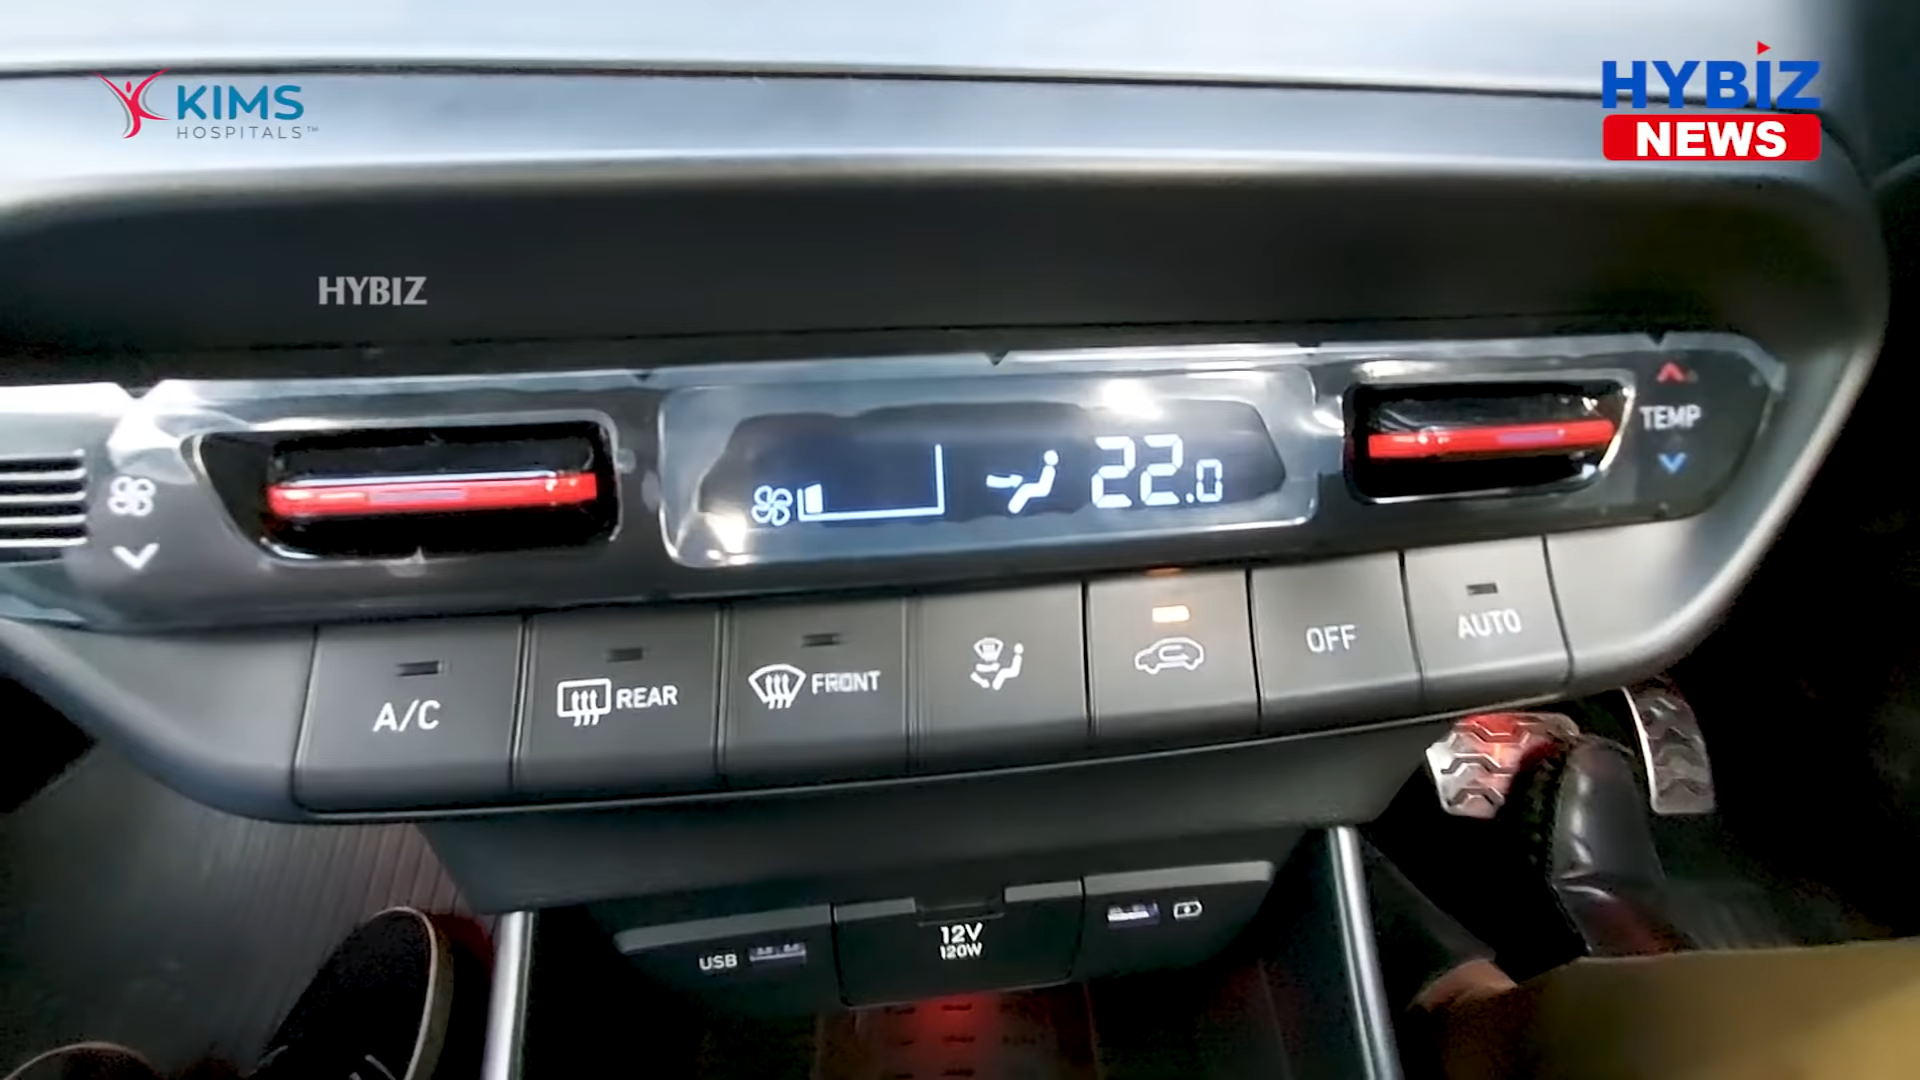 KIMS
HOSPITALS™
HYBIZ
NEWS
HYBIZ
22.0
TEMP
A/C
REAR
FRONT
OFF
AUTO
USB
12V
120W